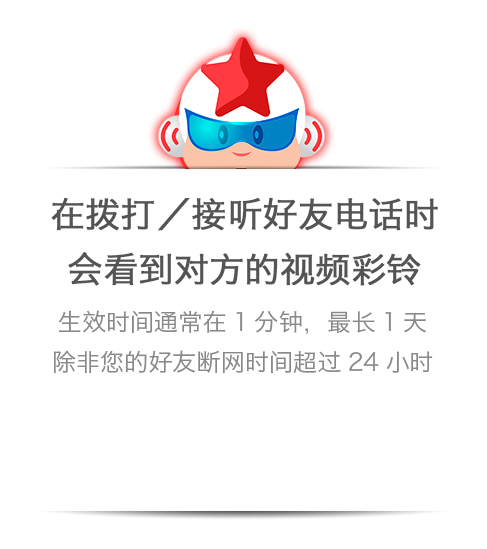 在拨打／接听好友电话时
会看到对方的视频彩铃
生效时间通常在 1 分钟，最长 1 天
除非您的好友断网时间超过 24 小时